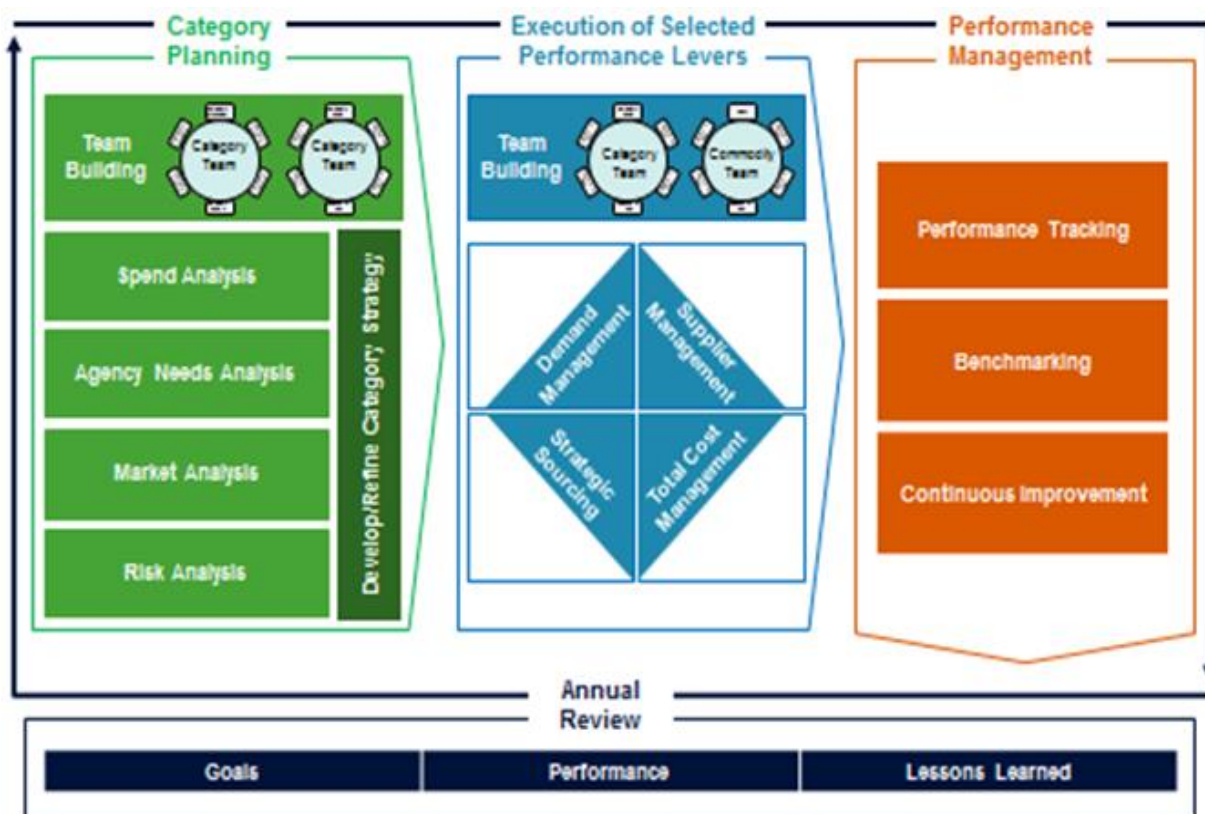 Category
Planning
Execution of Selected
Performance Levers
Performance
Management
Team
Building
Category
Team
Category
Team
Spend Analysis
Agency Needs Analysis
Market Analysis
Risk Analysis
Develop/Refine Category Strategy
Team
Building
Category
Team
Commodity
Team
Demand
Management
Supplier
Management
Strategic
Sourcing
Total Cost
Management
Performance Tracking
Benchmarking
Continuous Improvement
Annual
Review
Goals
Performance
Lessons Learned